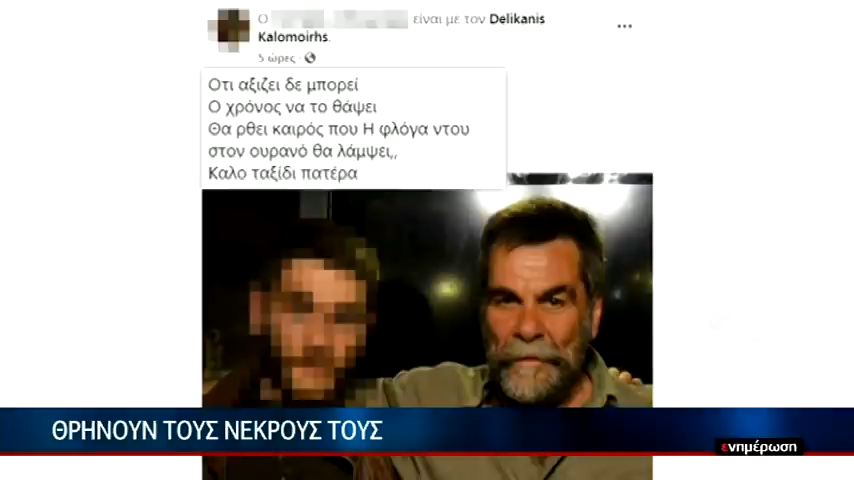 Ο είναι με τον Delikanis
Kalomoirhs.
5 ώρες ·
Οτι αξιζει δε μπορεί
Ο χρόνος να το θάψει
Θα ρθει καιρός που Η φλόγα ντου
στον ουρανό θα λάμψει,,
Καλο ταξίδι πατέρα
ΘΡΗΝΟΥΝ ΤΟΥΣ ΝΕΚΡΟΥΣ ΤΟΥΣ
ενημέρωση